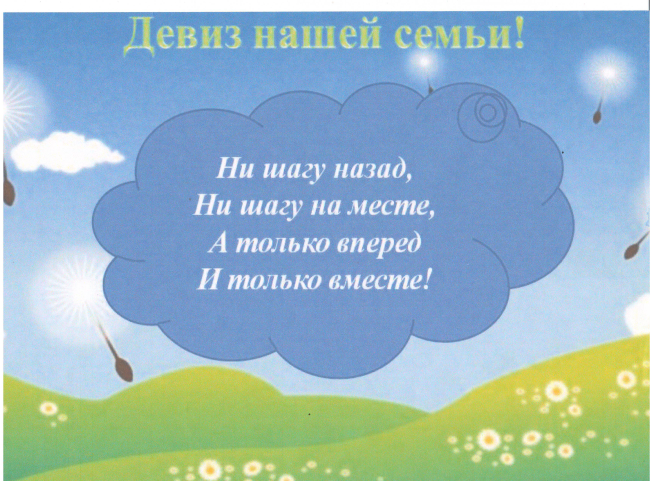 Девиз нашей семьи!
Ни шагу назад,
Ни шагу на месте,
А только вперед
И только вместе!